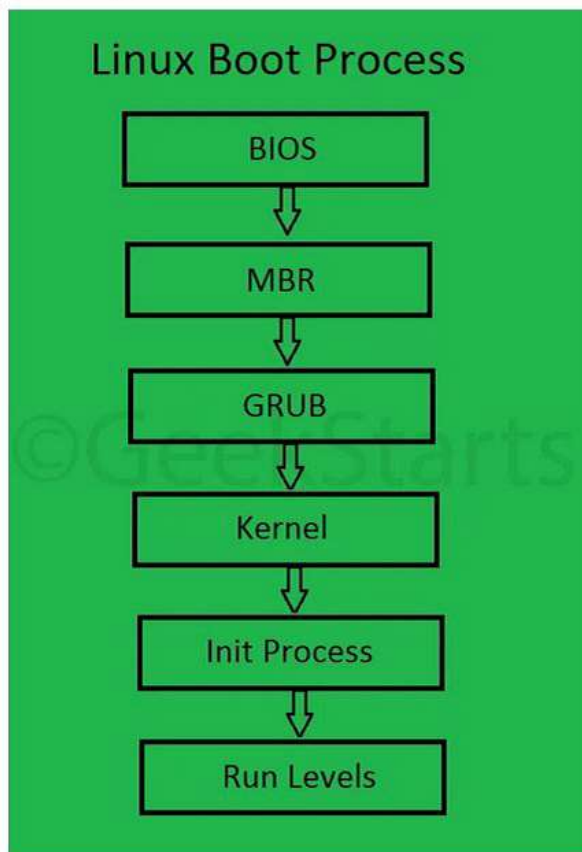 Linux Boot Process
BIOS
MBR
GRUB
©GeekStarts
Kernel
Init Process
Run Levels